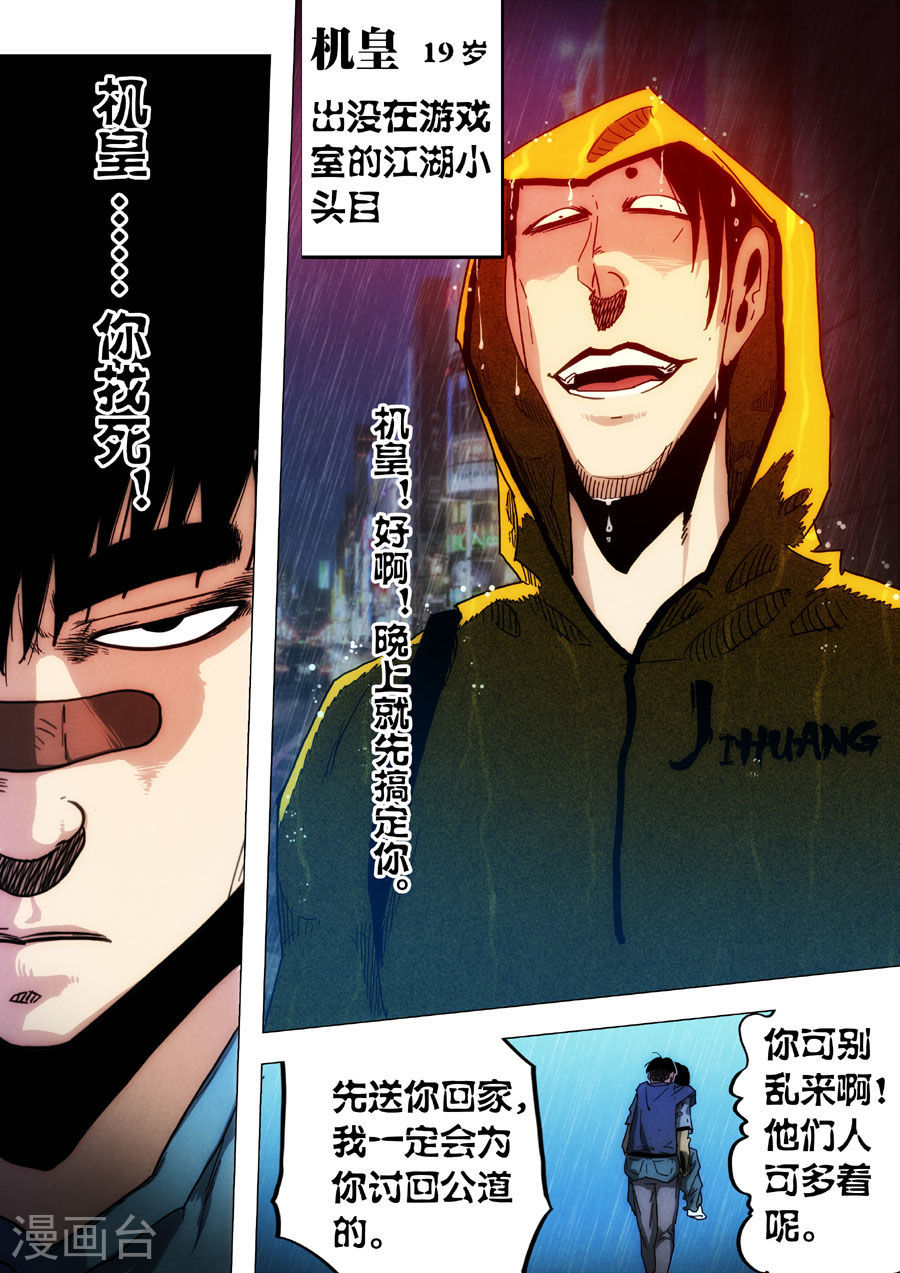 机皇 19岁
出没在游戏
室的江湖小
头目
机皇！好啊！晚上就先搞定你。
JIHUANG
机皇……你找死！
你可别
乱来啊！
他们人
可多着
呢。
先送你回家，
我一定会为
你讨回公道
的。
漫画台